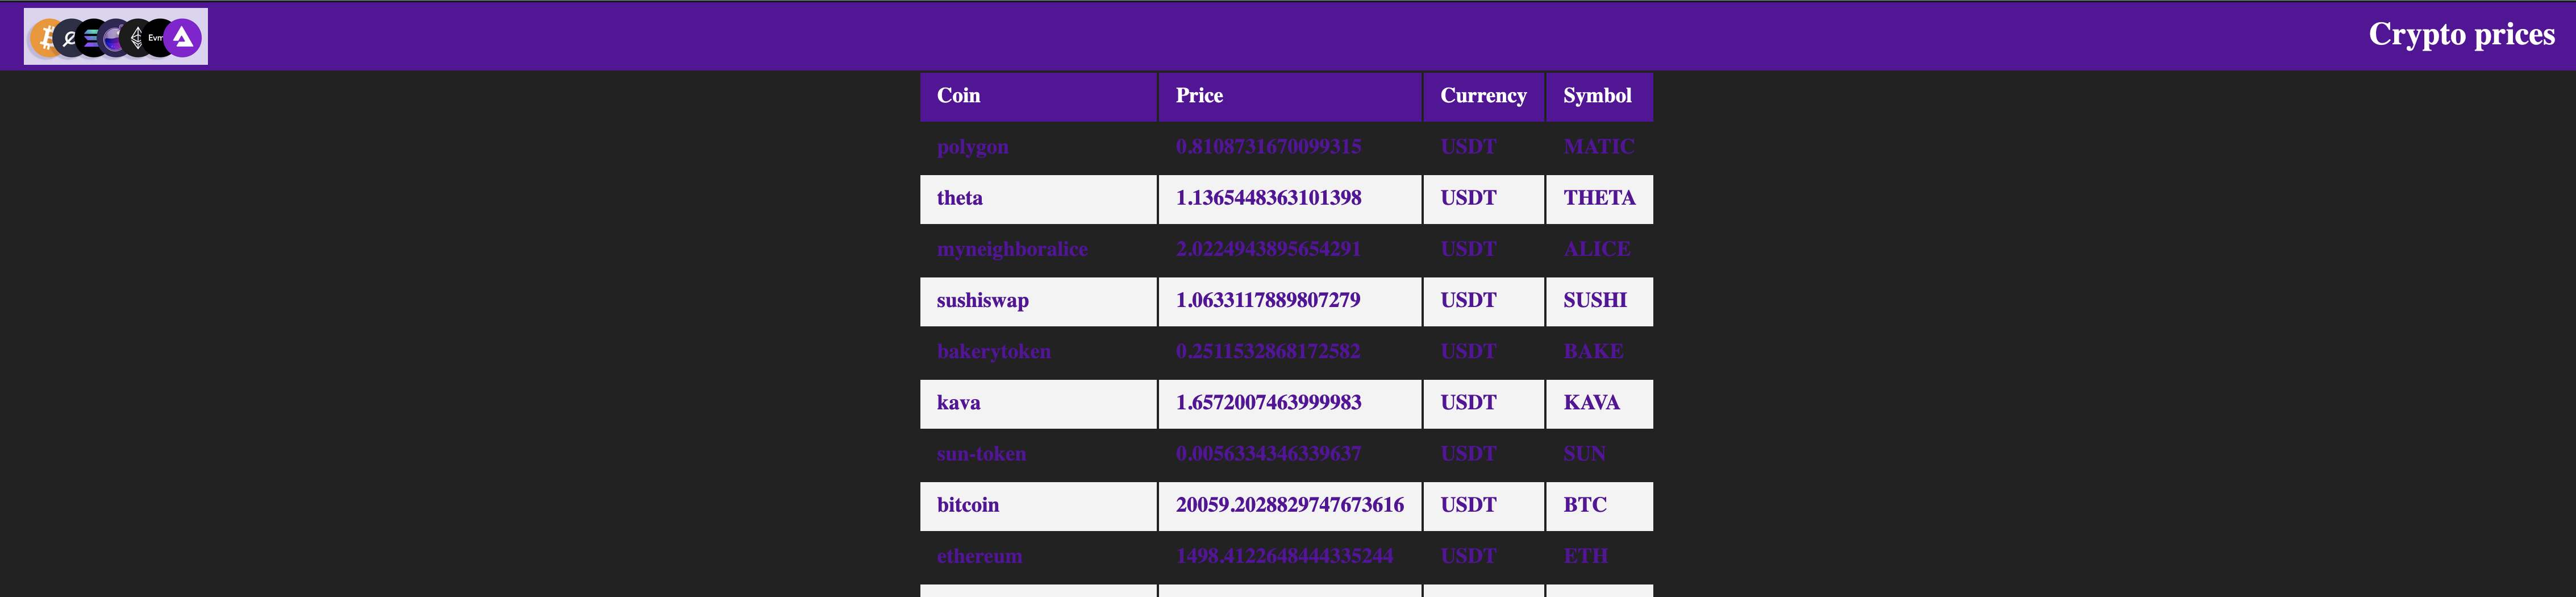 Evm
Crypto prices
Coin Price Currency Symbol
polygon 0.8108731670099315 USDT MATIC
theta 1.1365448363101398 USDT THETA
myneighboralice 2.0224943895654291 USDT ALICE
sushiswap 1.0633117889807279 USDT SUSHI
bakerytoken 0.2511532868172582 USDT BAKE
kava 1.6572007463999983 USDT KAVA
sun-token 0.0056334346339637 USDT SUN
bitcoin 20059.2028829747673616 USDT BTC
ethereum 1498.4122648444335244 USDT ETH